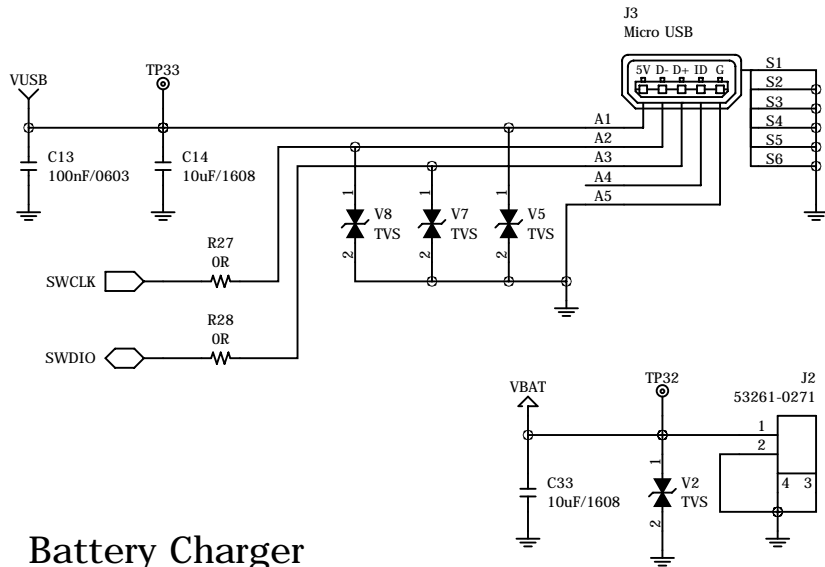 J3
Micro USB
5V D- D+ ID G
S1
S2
S3
S4
S5
S6
VUSB
TP33
A1
A2
A3
A4
A5
C13
100nF/0603
C14
10uF/1608
1
V8
TVS
2
1
V7
TVS
2
1
V5
TVS
2
R27
0R
SWCLK
R28
0R
SWDIO
VBAT
TP32
J2
53261-0271
1
2
4 3
C33
10uF/1608
1
V2
TVS
2
Battery Charger